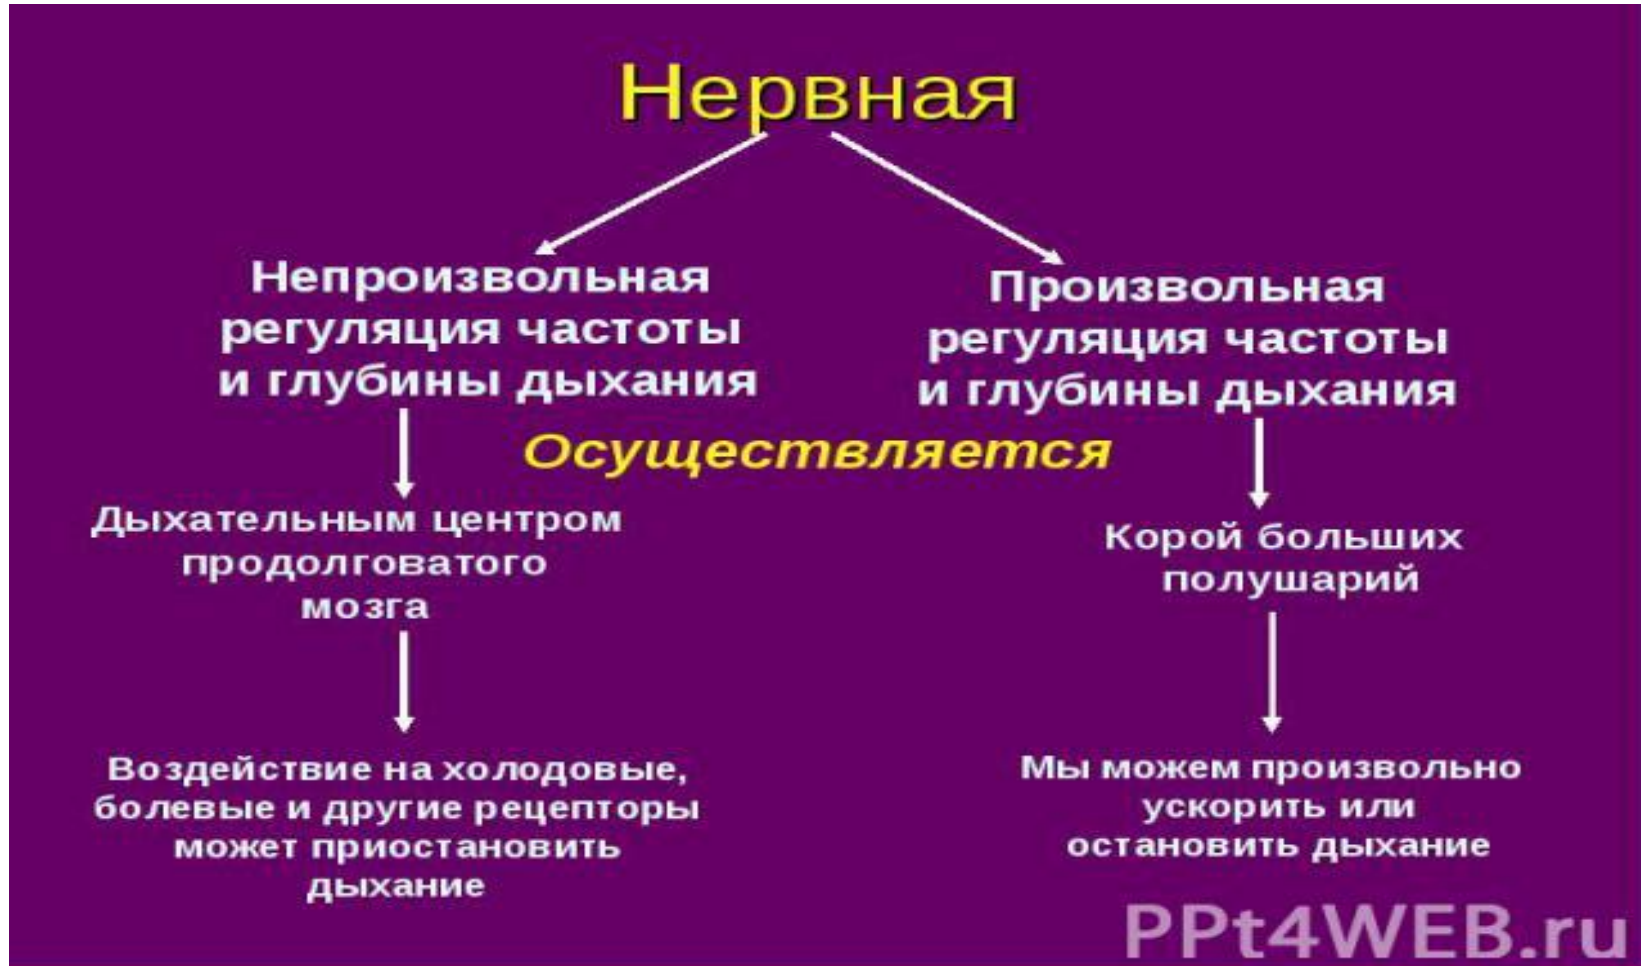 Нервная
Непроизвольная
регуляция частоты
и глубины дыхания
Произвольная
регуляция частоты
и глубины дыхания
Осуществляется
Дыхательным центром
продолговатого
мозга
Корой больших
полушарий
Воздействие на холодовые,
болевые и другие рецепторы
может приостановить
дыхание
Мы можем произвольно
ускорить или
остановить дыхание
PPt4WEB.ru